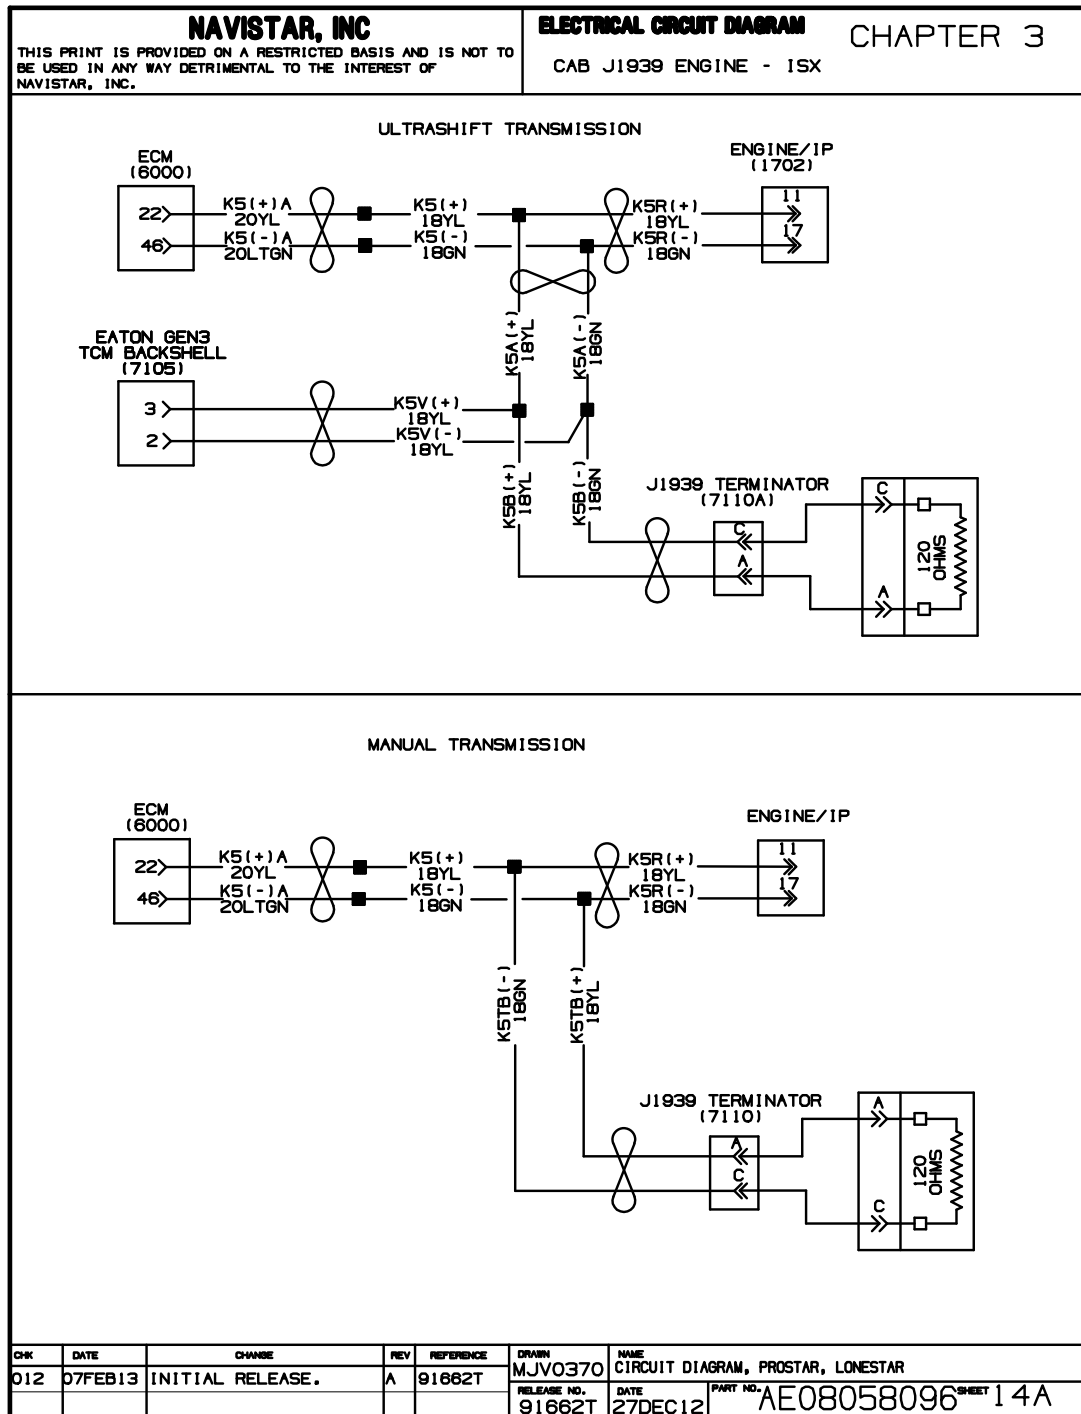 NAVISTAR, INC
THIS PRINT IS PROVIDED ON A RESTRICTED BASIS AND IS NOT TO
BE USED IN ANY WAY DETRIMENTAL TO THE INTEREST OF
NAVISTAR, INC.
ELECTRICAL CIRCUIT DIAGRAM
CHAPTER 3
CAB J1939 ENGINE - ISX
ULTRASHIFT TRANSMISSION
ECM
(6000)
22
46
K5(+)A
20YL
K5(-)A
20LTGN
K5(+)
18YL
K5(-)
18GN
K5R(+)
18YL
K5R(-)
18GN
ENGINE/IP
(1702)
11
17
K5A(+)
18YL
K5A(-)
18GN
EATON GEN3
TCM BACKSHELL
(7105)
3
2
K5V(+)
18YL
K5V(-)
18YL
K5B(+)
18YL
K5B(-)
18GN
J1939 TERMINATOR
(7110A)
C
A
C
A
120
OHMS
MANUAL TRANSMISSION
ECM
(6000)
22
46
K5(+)A
20YL
K5(-)A
20LTGN
K5(+)
18YL
K5(-)
18GN
K5R(+)
18YL
K5R(-)
18GN
ENGINE/IP
11
17
K5TB(-)
18GN
K5TB(+)
18YL
J1939 TERMINATOR
(7110)
A
C
A
C
120
OHMS
CHK DATE CHANGE REV REFERENCE
012 07FEB13 INITIAL RELEASE. A 91662T
DRAWN
MJV0370
NAME
CIRCUIT DIAGRAM, PROSTAR, LONESTAR
RELEASE NO.
91662T
DATE
27DEC12
PART NO. AE08058096 SHEET 14A